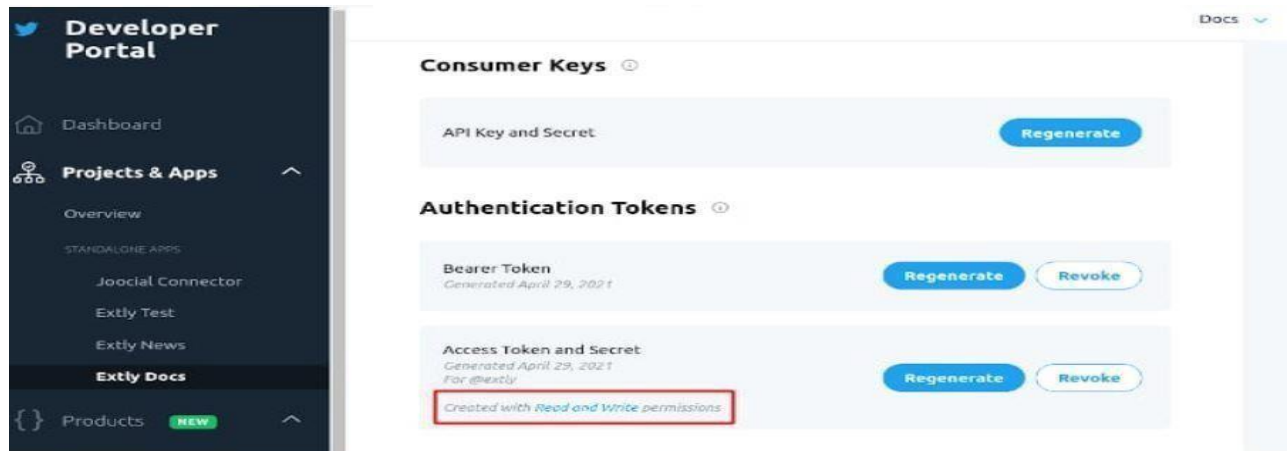 Developer
Portal
Docs
Dashboard
Projects & Apps
Overview
STANDALONE APPS
Joocial Connector
Extly Test
Extly News
Extly Docs
{ } Products NEW
Consumer Keys
API Key and Secret
Regenerate
Authentication Tokens
Bearer Token
Generated April 29, 2021
Regenerate
Revoke
Access Token and Secret
Generated April 29, 2021
For @extly
Regenerate
Revoke
Created with Read and Write permissions